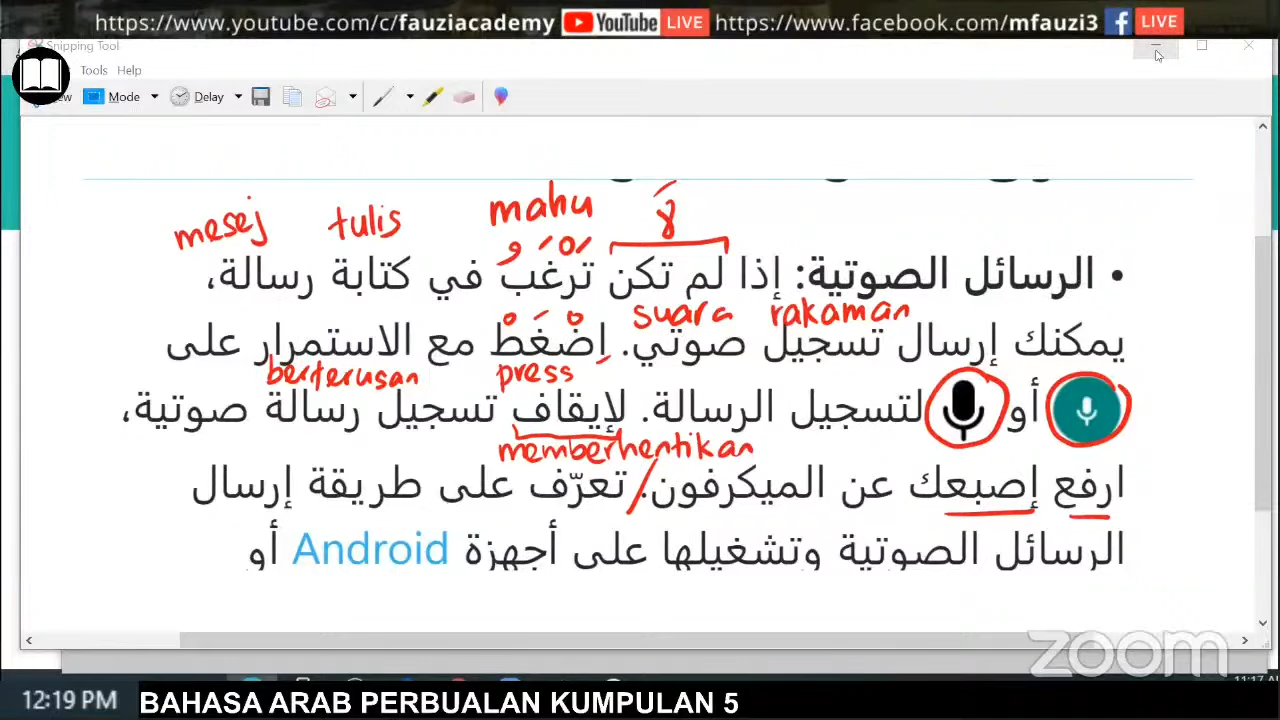 https://www.youtube.com/c/fauziacademy YouTube LIVE https://www.facebook.com/mfauzi3 f LIVE
Snipping Tool
Tools Help
Mode Delay
mesej tulis mahu لا
• الرسائل الصوتية: إذا لم تكن ترغب في كتابة رسالة،
suara rakaman
يمكنك إرسال تسجيل صوتي. اضغط مع الاستمرار على
berterusan press
أو لتسجيل الرسالة. لإيقاف تسجيل رسالة صوتية،
memberhentikan
ارفع إصبعك عن الميكرفون. تعرّف على طريقة إرسال
الرسائل الصوتية وتشغيلها على أجهزة Android أو
zoom
12:19 PM BAHASA ARAB PERBUALAN KUMPULAN 5